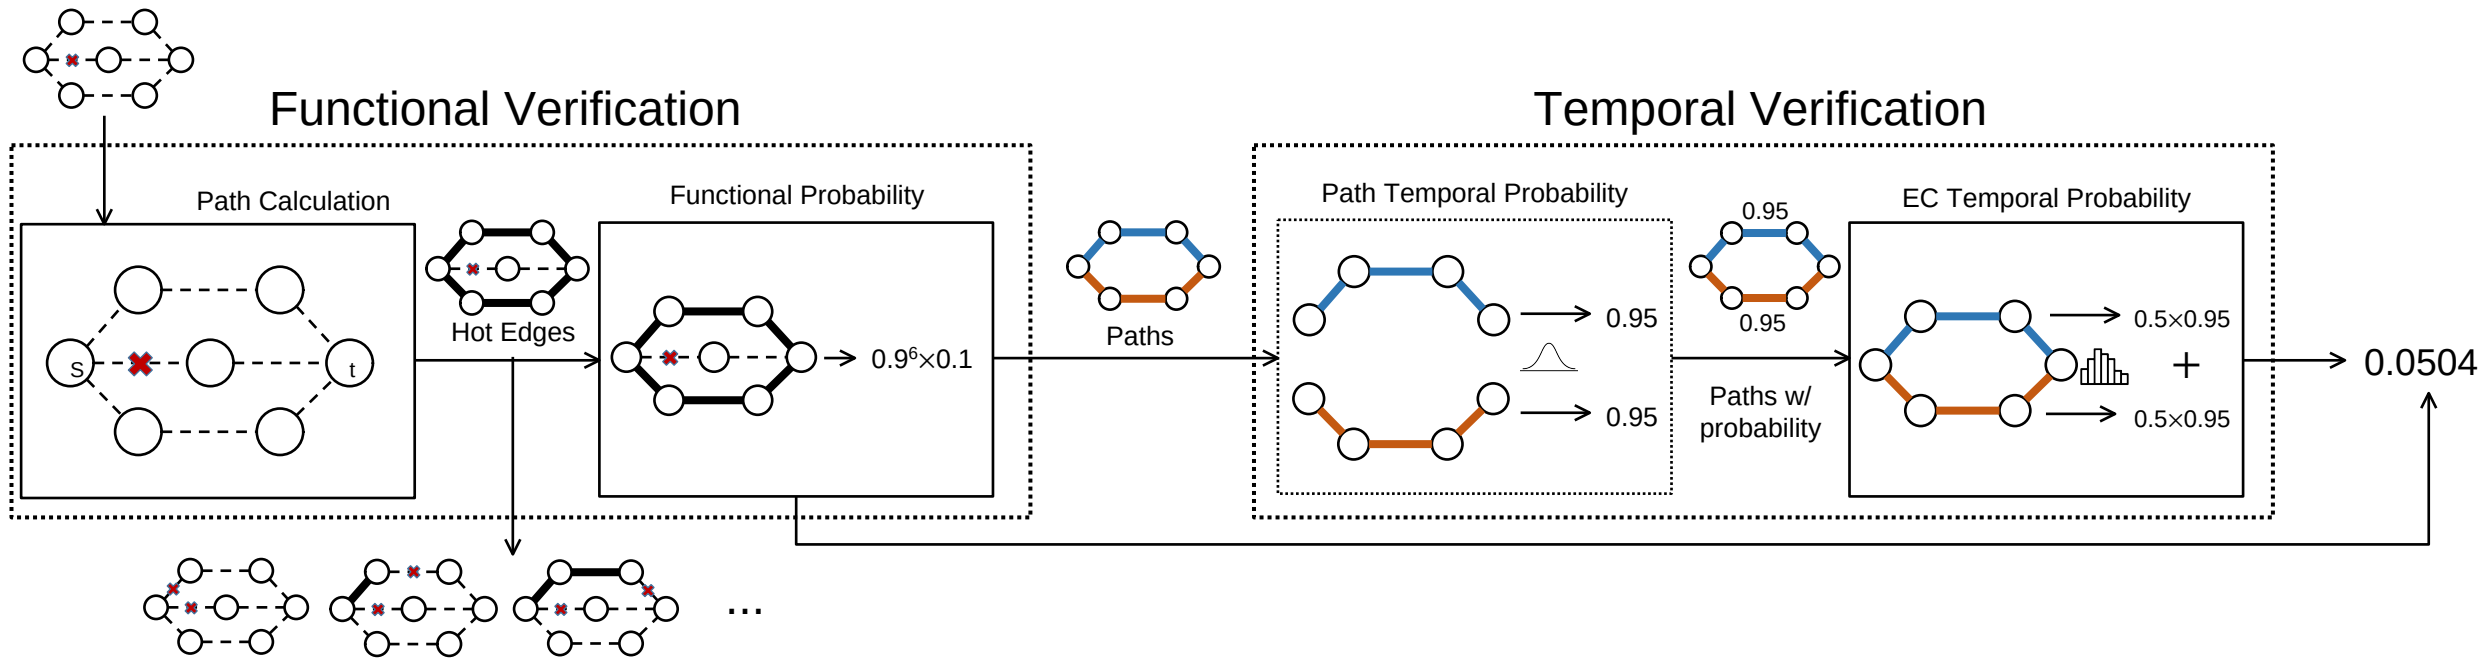 Functional Verification
Temporal Verification
Path Calculation
Functional Probability
Path Temporal Probability
EC Temporal Probability
S
t
Hot Edges
0.9⁶×0.1
Paths
0.95
0.95
0.95
0.95
Paths w/
probability
0.5×0.95
+
0.5×0.95
0.0504
...